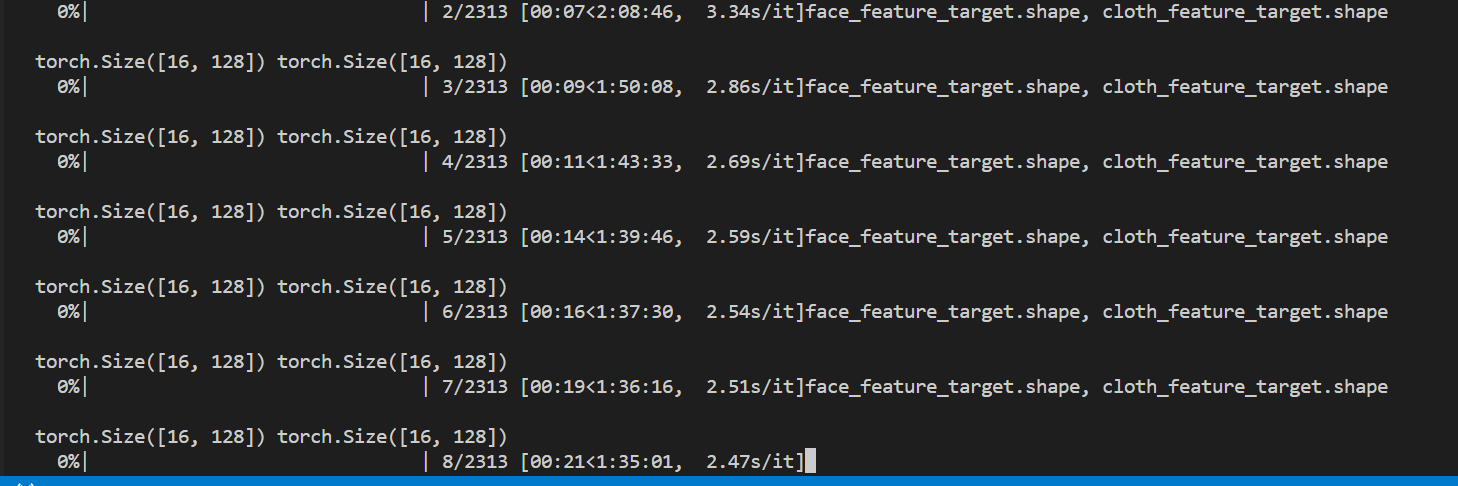 0%| | 2/2313 [00:07<2:08:46, 3.34s/it]face_feature_target.shape, cloth_feature_target.shape
torch.Size([16, 128]) torch.Size([16, 128])
0%| | 3/2313 [00:09<1:50:08, 2.86s/it]face_feature_target.shape, cloth_feature_target.shape
torch.Size([16, 128]) torch.Size([16, 128])
0%| | 4/2313 [00:11<1:43:33, 2.69s/it]face_feature_target.shape, cloth_feature_target.shape
torch.Size([16, 128]) torch.Size([16, 128])
0%| | 5/2313 [00:14<1:39:46, 2.59s/it]face_feature_target.shape, cloth_feature_target.shape
torch.Size([16, 128]) torch.Size([16, 128])
0%| | 6/2313 [00:16<1:37:30, 2.54s/it]face_feature_target.shape, cloth_feature_target.shape
torch.Size([16, 128]) torch.Size([16, 128])
0%| | 7/2313 [00:19<1:36:16, 2.51s/it]face_feature_target.shape, cloth_feature_target.shape
torch.Size([16, 128]) torch.Size([16, 128])
0%| | 8/2313 [00:21<1:35:01, 2.47s/it]